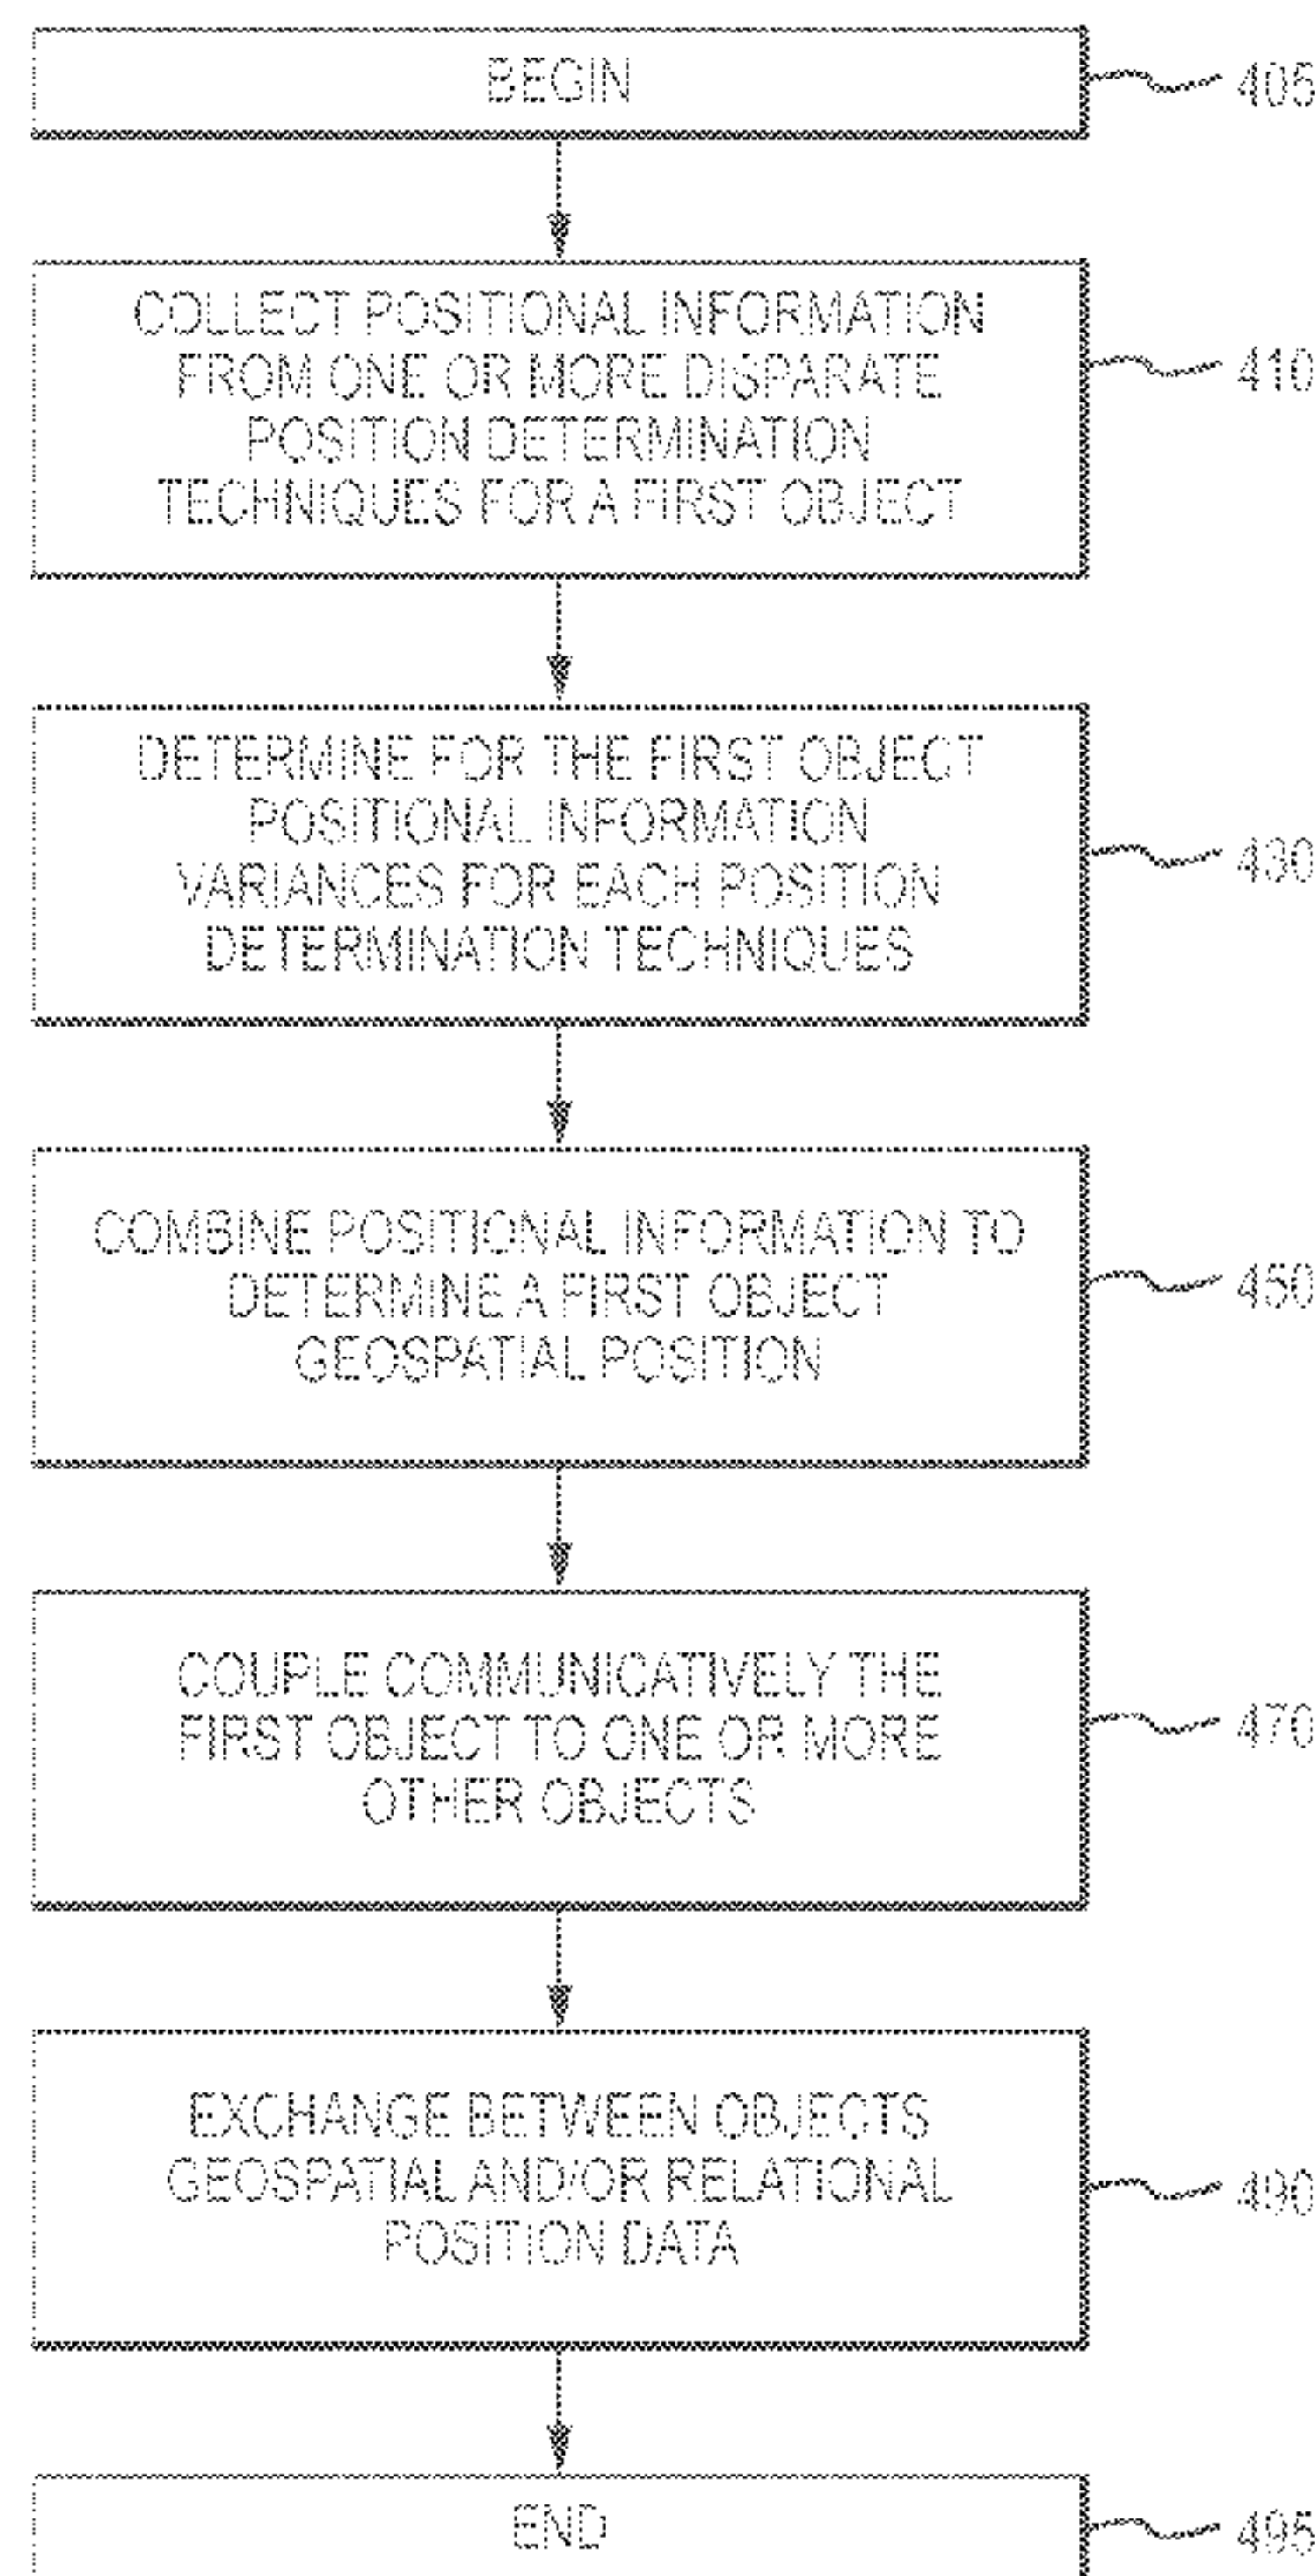 BEGIN
405
COLLECT POSITIONAL INFORMATION
FROM ONE OR MORE DISPARATE
POSITION DETERMINATION
TECHNIQUES FOR A FIRST OBJECT
410
DETERMINE FOR THE FIRST OBJECT
POSITIONAL INFORMATION
VARIANCES FOR EACH POSITION
DETERMINATION TECHNIQUES
430
COMBINE POSITIONAL INFORMATION TO
DETERMINE A FIRST OBJECT
GEOSPATIAL POSITION
450
COUPLE COMMUNICATIVELY THE
FIRST OBJECT TO ONE OR MORE
OTHER OBJECTS
470
EXCHANGE BETWEEN OBJECTS
GEOSPATIAL AND/OR RELATIONAL
POSITION DATA
490
END
495